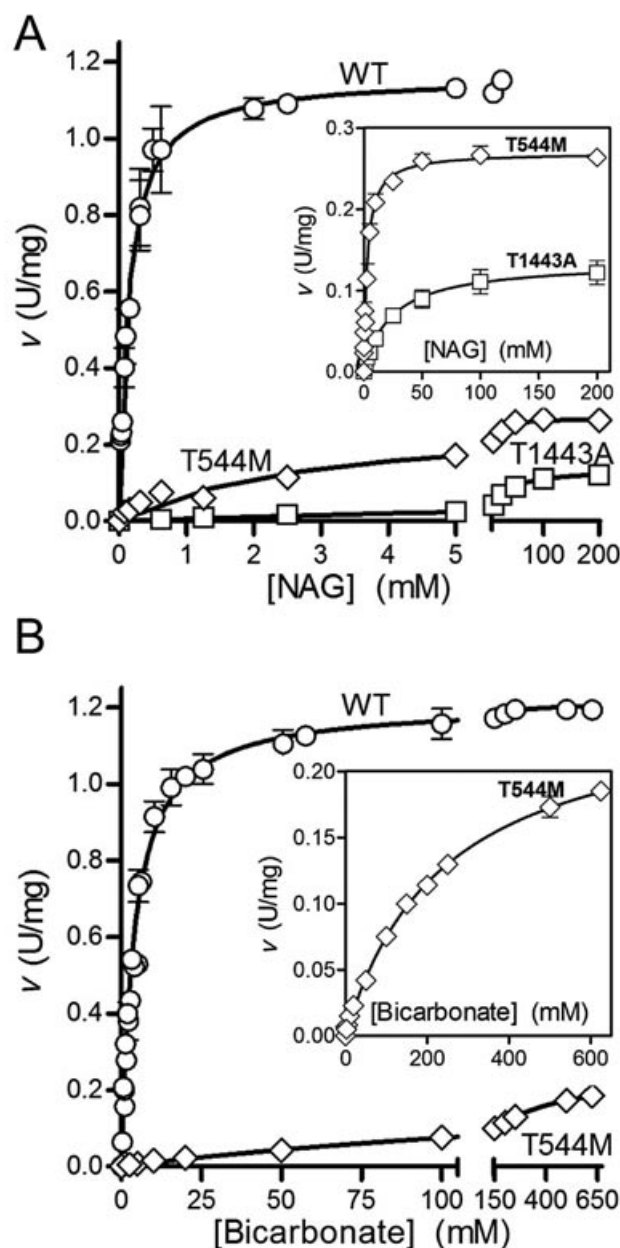 A
1.2
1.0
0.8
0.6
0.4
0.2
0.0
v (U/mg)
WT
T544M
T1443A
0 1 2 3 4 5 100 200
[NAG] (mM)
0.3
0.2
0.1
0.0
v (U/mg)
T544M
T1443A
[NAG] (mM)
0 50 100 150 200
B
1.2
1.0
0.8
0.6
0.4
0.2
0.0
v (U/mg)
WT
T544M
0 25 50 75 100 150 400 650
[Bicarbonate] (mM)
0.20
0.15
0.10
0.05
0.00
v (U/mg)
T544M
[Bicarbonate] (mM)
0 200 400 600